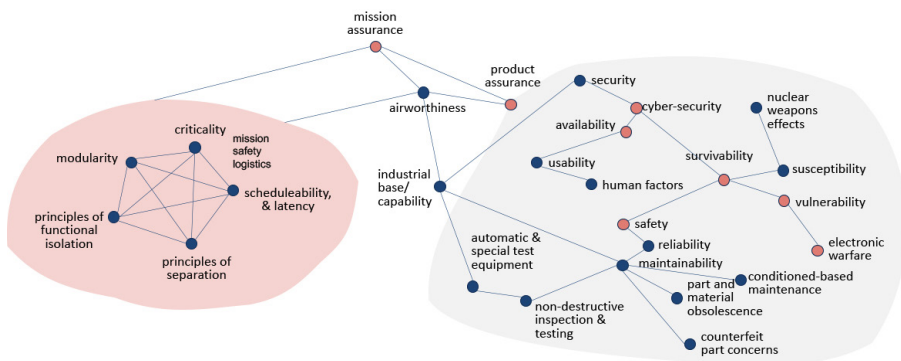 mission
assurance
product
assurance
airworthiness
security
cyber-security
nuclear
weapons
effects
availability
criticality
mission
safety
logistics
modularity
survivability
usability
susceptibility
industrial
base/
capability
human factors
scheduleability,
& latency
vulnerability
principles of
functional
isolation
safety
automatic &
special test
equipment
reliability
electronic
warfare
principles of
separation
maintainability
conditioned-based
maintenance
part and
material
obsolescence
non-destructive
inspection &
testing
counterfeit
part concerns